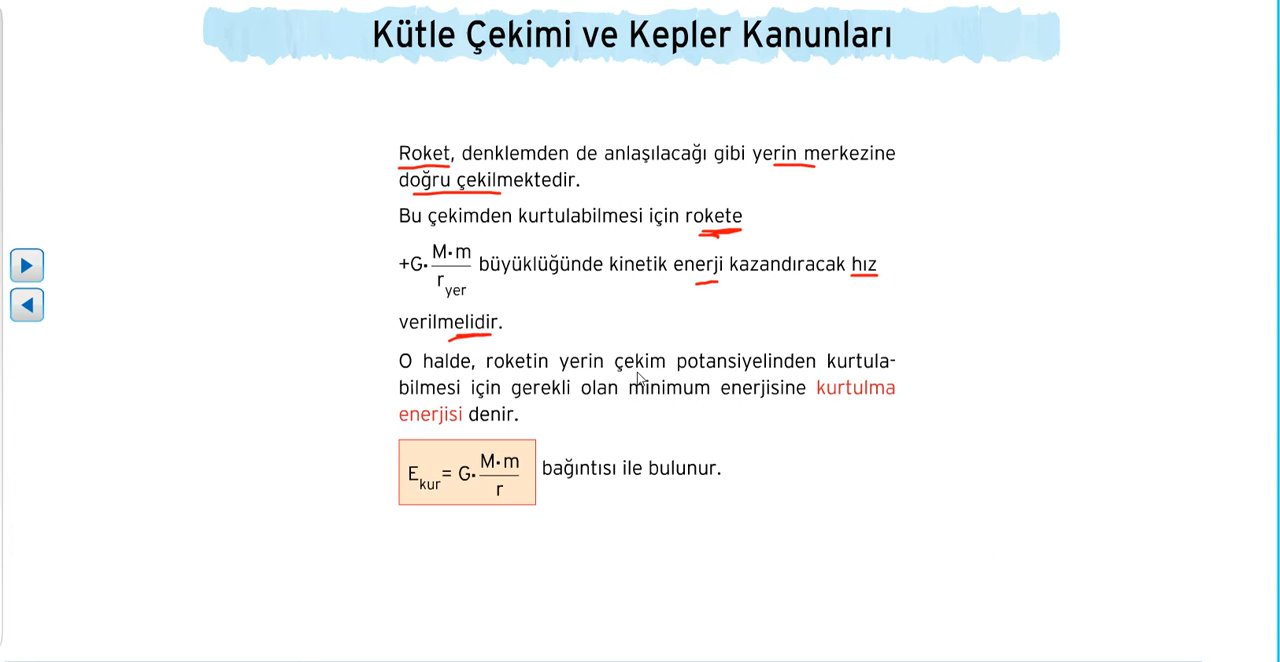 Kütle Çekimi ve Kepler Kanunları
Roket, denklemden de anlaşılacağı gibi yerin merkezine
doğru çekilmektedir.
Bu çekimden kurtulabilmesi için rokete
+G·M·m/r_yer büyüklüğünde kinetik enerji kazandıracak hız
verilmelidir.
O halde, roketin yerin çekim potansiyelinden kurtula-
bilmesi için gerekli olan minimum enerjisine kurtulma
enerjisi denir.
E_kur = G·M·m/r bağıntısı ile bulunur.